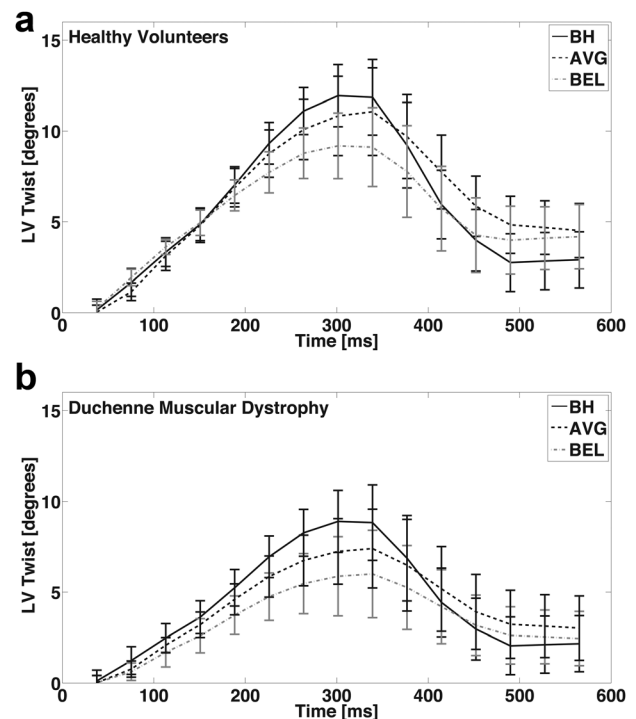 a
Healthy Volunteers
BH
AVG
BEL
15
10
5
0
LV Twist [degrees]
0 100 200 300 400 500 600
Time [ms]
b
Duchenne Muscular Dystrophy
BH
AVG
BEL
15
10
5
0
LV Twist [degrees]
0 100 200 300 400 500 600
Time [ms]